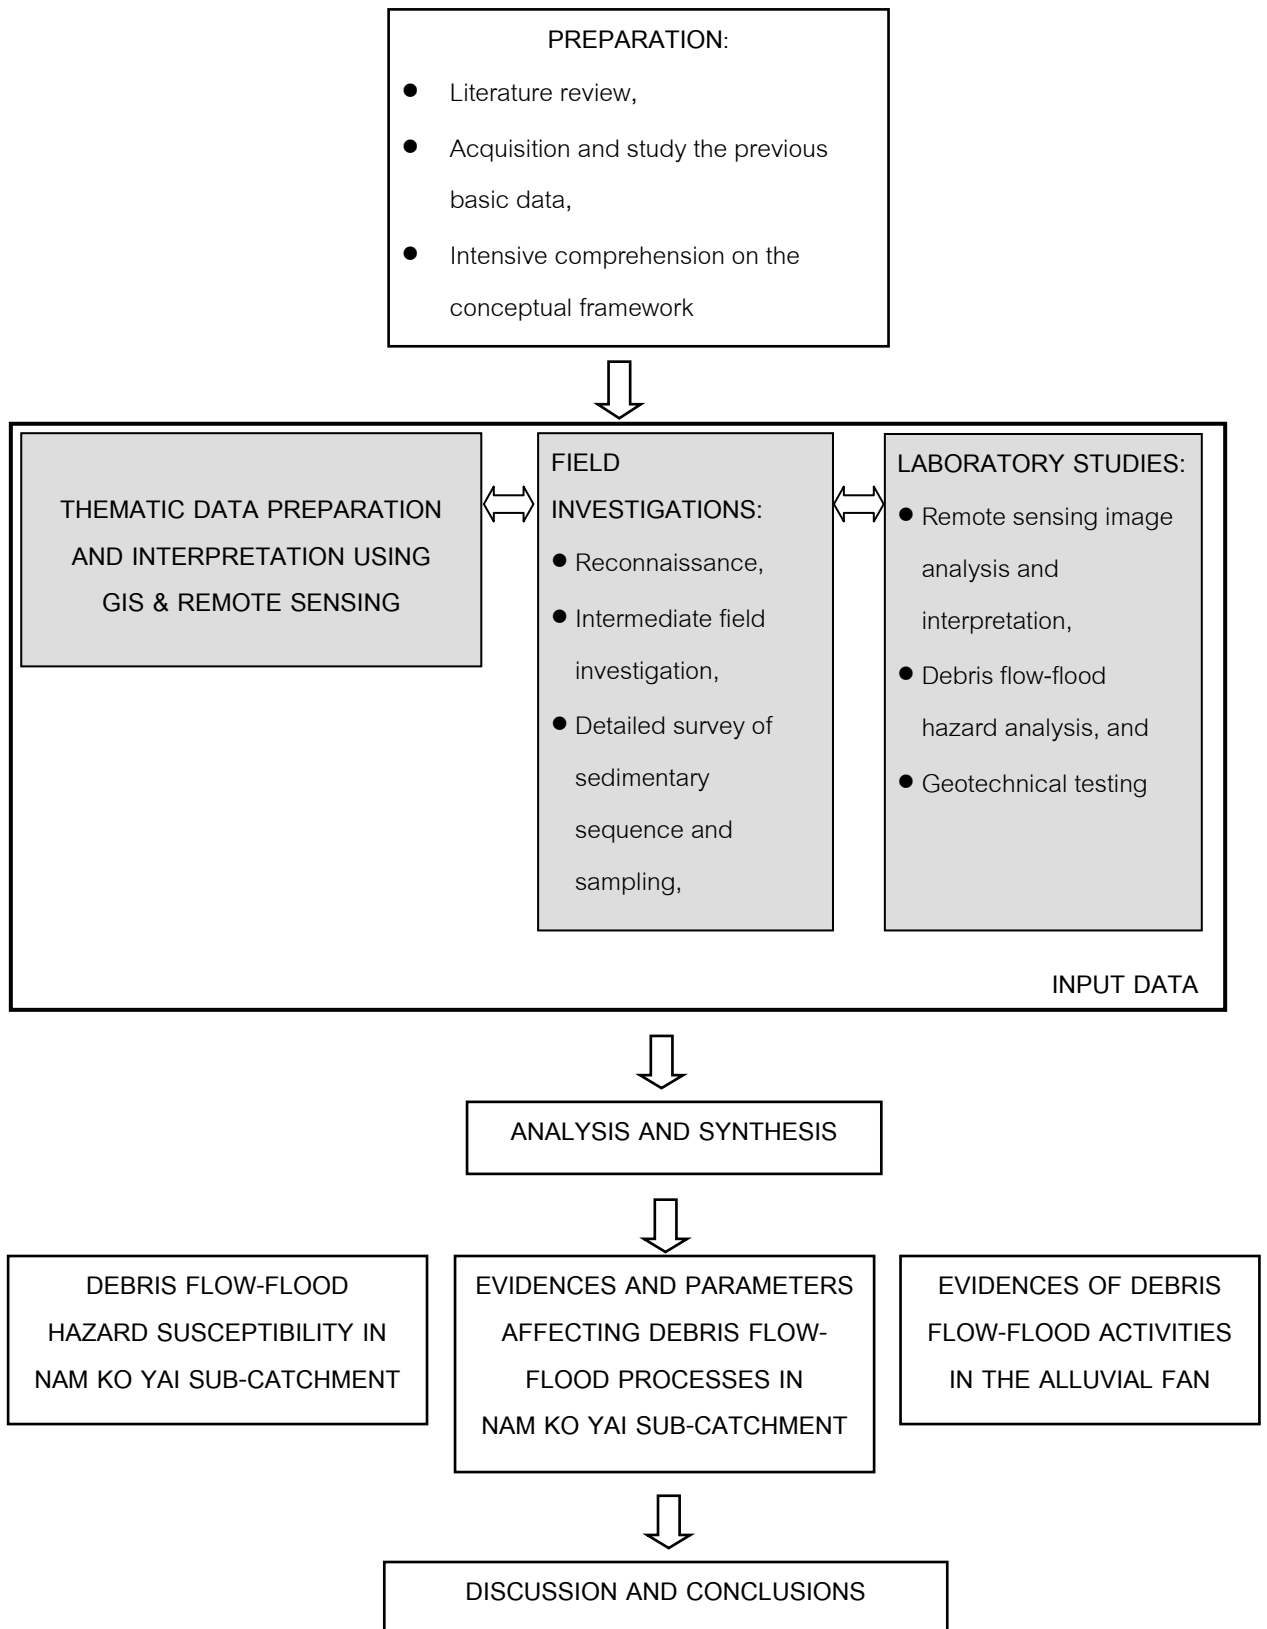 PREPARATION:
● Literature review,
● Acquisition and study the previous
basic data,
● Intensive comprehension on the
conceptual framework
THEMATIC DATA PREPARATION
AND INTERPRETATION USING
GIS & REMOTE SENSING
FIELD
INVESTIGATIONS:
● Reconnaissance,
● Intermediate field
investigation,
● Detailed survey of
sedimentary
sequence and
sampling,
LABORATORY STUDIES:
● Remote sensing image
analysis and
interpretation,
● Debris flow-flood
hazard analysis, and
● Geotechnical testing
INPUT DATA
ANALYSIS AND SYNTHESIS
DEBRIS FLOW-FLOOD
HAZARD SUSCEPTIBILITY IN
NAM KO YAI SUB-CATCHMENT
EVIDENCES AND PARAMETERS
AFFECTING DEBRIS FLOW-
FLOOD PROCESSES IN
NAM KO YAI SUB-CATCHMENT
EVIDENCES OF DEBRIS
FLOW-FLOOD ACTIVITIES
IN THE ALLUVIAL FAN
DISCUSSION AND CONCLUSIONS